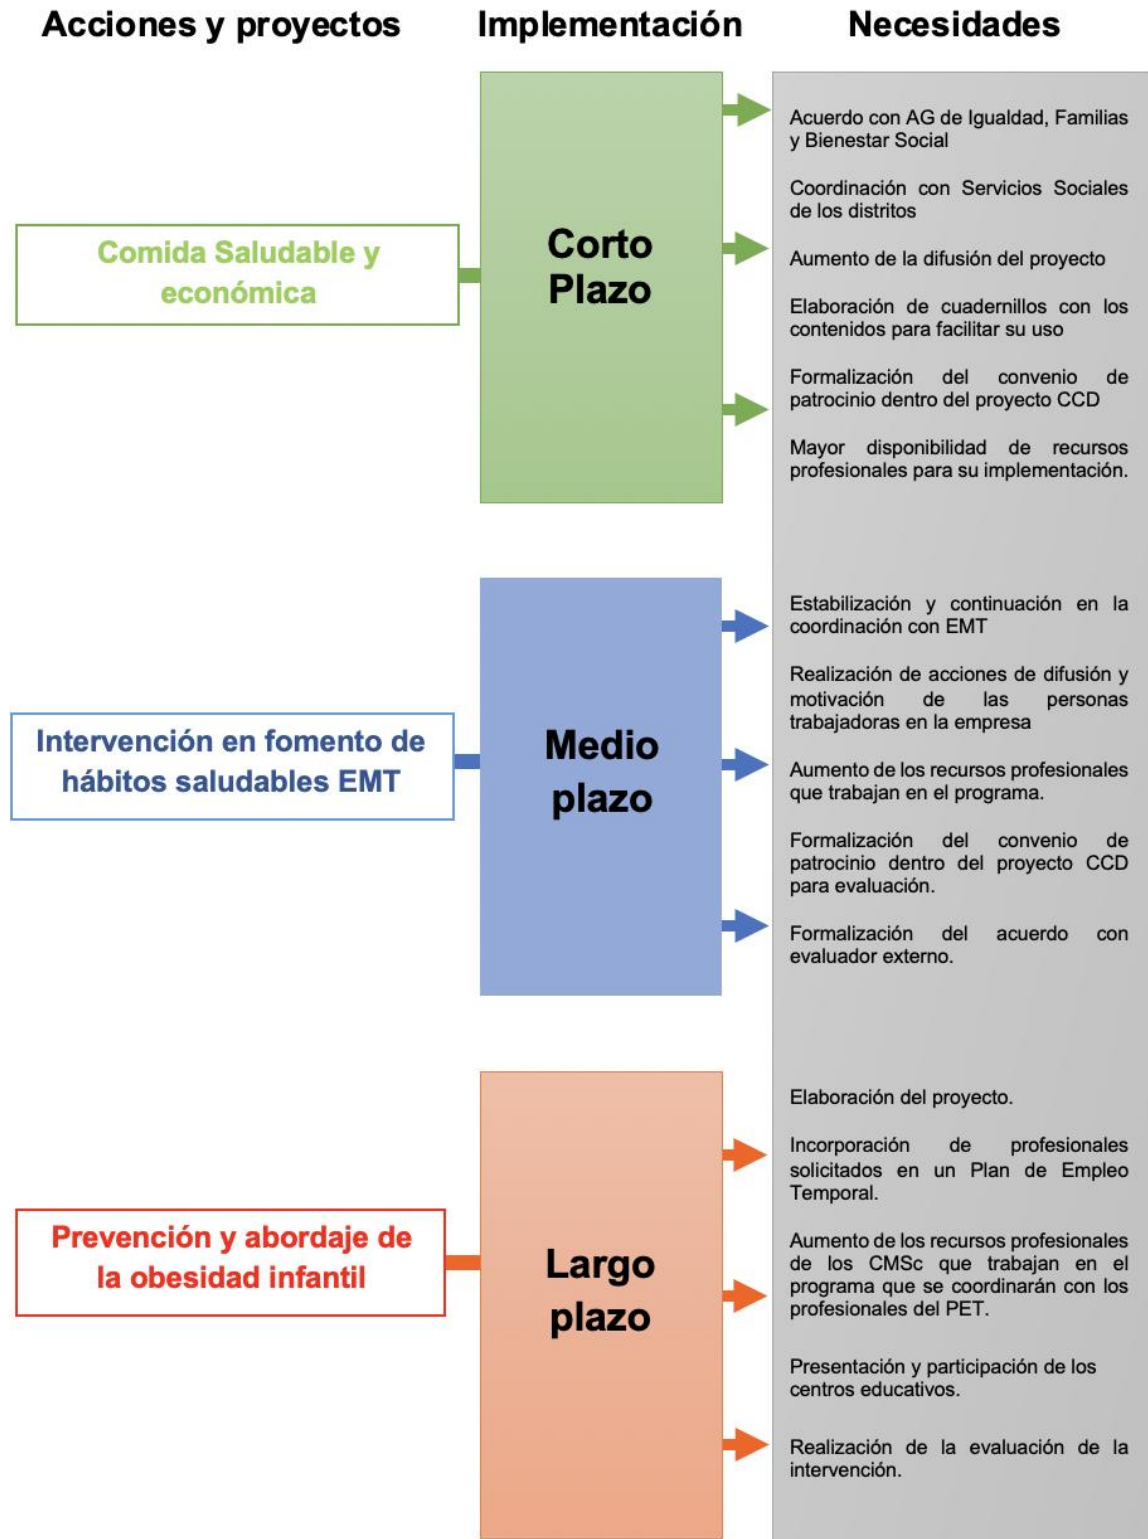 Acciones y proyectos
Implementación
Necesidades
Comida Saludable y
económica
Corto
Plazo
Acuerdo con AG de Igualdad, Familias
y Bienestar Social
Coordinación con Servicios Sociales
de los distritos
Aumento de la difusión del proyecto
Elaboración de cuadernillos con los
contenidos para facilitar su uso
Formalización del convenio de
patrocinio dentro del proyecto CCD
Mayor disponibilidad de recursos
profesionales para su implementación.
Intervención en fomento de
hábitos saludables EMT
Medio
plazo
Estabilización y continuación en la
coordinación con EMT
Realización de acciones de difusión y
motivación de las personas
trabajadoras en la empresa
Aumento de los recursos profesionales
que trabajan en el programa.
Formalización del convenio de
patrocinio dentro del proyecto CCD
para evaluación.
Formalización del acuerdo con
evaluador externo.
Prevención y abordaje de
la obesidad infantil
Largo
plazo
Elaboración del proyecto.
Incorporación de profesionales
solicitados en un Plan de Empleo
Temporal.
Aumento de los recursos profesionales
de los CMSc que trabajan en el
programa que se coordinarán con los
profesionales del PET.
Presentación y participación de los
centros educativos.
Realización de la evaluación de la
intervención.